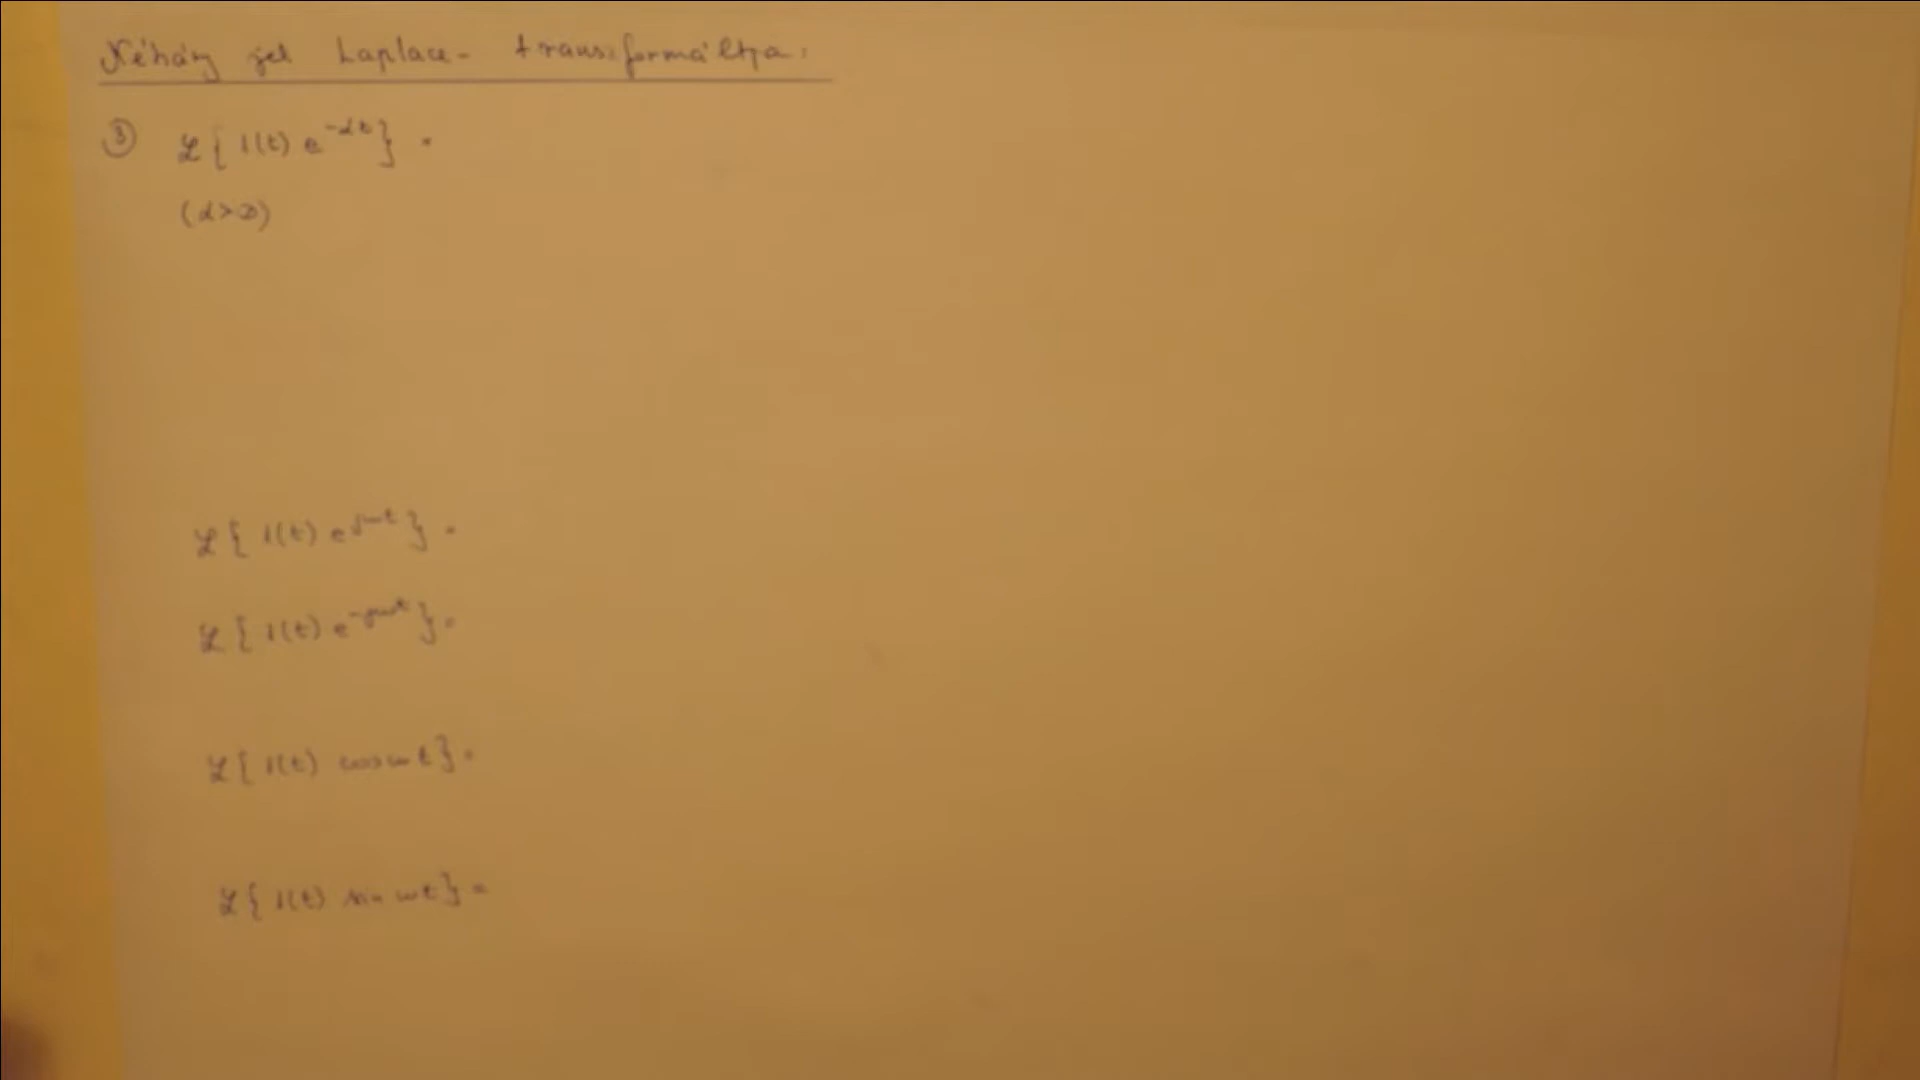 Néhány jel Laplace-transzformáltja:
③ ℒ{1(t) e^{-αt}} =
(α>0)
ℒ{1(t) e^{jωt}} =
ℒ{1(t) e^{-jωt}} =
ℒ{1(t) cos ωt} =
ℒ{1(t) sin ωt} =